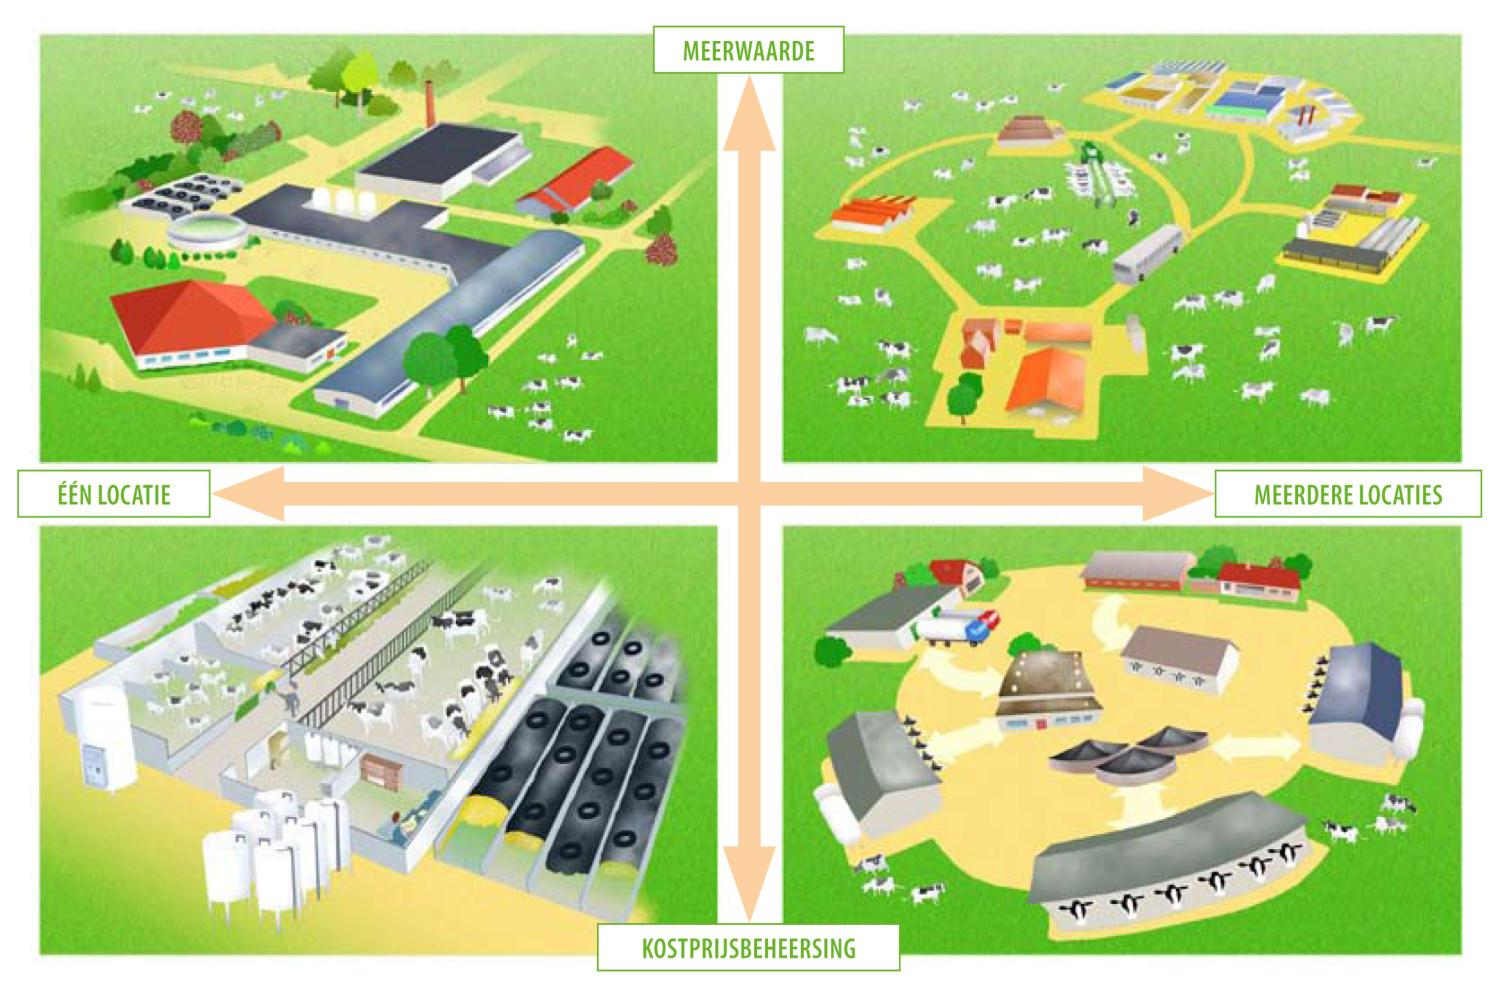 MEERWAARDE
ÉÉN LOCATIE
MEERDERE LOCATIES
KOSTPRIJSBEHEERSING